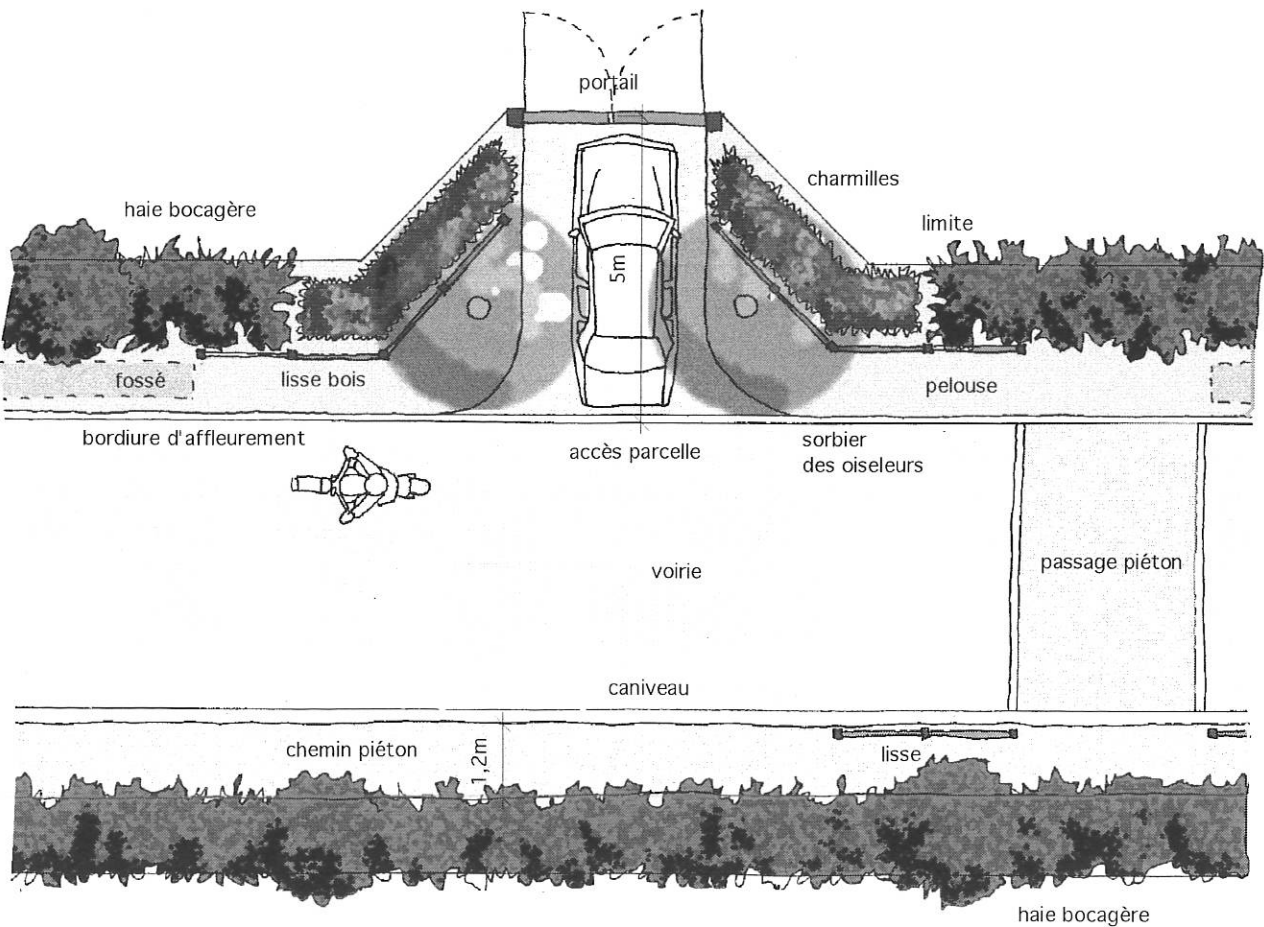 portail
charmilles
haie bocagère
limite
5m
fossé
lisse bois
pelouse
bordiure d'affleurement
accès parcelle
sorbier
des oiseleurs
passage piéton
voirie
caniveau
chemin piéton
1,2m
lisse
haie bocagère